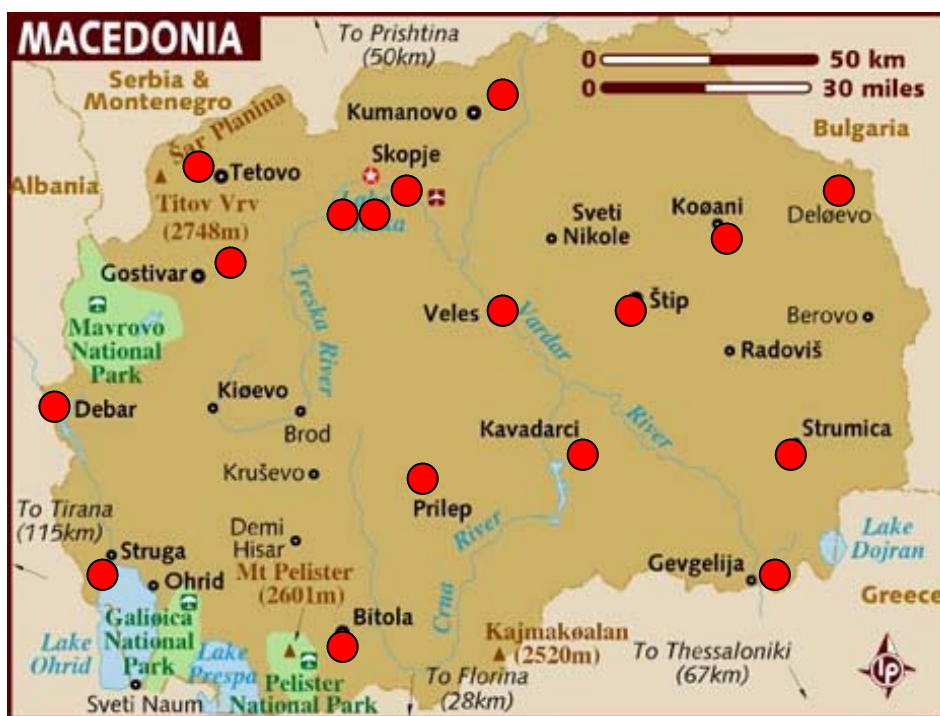 MACEDONIA
To Prishtina
(50km)
0 50 km
0 30 miles
Serbia &
Montenegro
Šar Planina
Kumanovo
Bulgaria
Skopje
Albania
Tetovo
Titov Vrv
(2748m)
Sveti
Nikole
Koøani
Deløevo
Gostivar
Treska
River
Veles
Štip
Vardar
River
Berovo
Mavrovo
National
Park
Radoviš
Kiøevo
Debar
Brod
Kavadarci
Strumica
Kruševo
Prilep
To Tirana
(115km)
Demi
Hisar
Crna
River
Lake
Dojran
Struga
Mt Pelister
(2601m)
Gevgelija
Ohrid
Greece
Galiøica
National
Park
Bitola
Lake
Ohrid
Lake
Prespa
Kajmakøalan
(2520m)
To Thessaloniki
(67km)
Pelister
National Park
To Florina
(28km)
Sveti Naum
lp